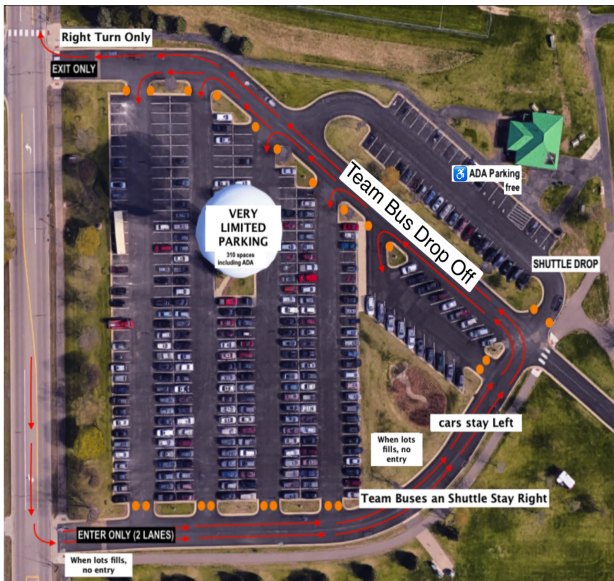 Right Turn Only
EXIT ONLY
♿ ADA Parking
free
VERY
LIMITED
PARKING
310 spaces
including ADA
Team Bus Drop Off
SHUTTLE DROP
cars stay Left
When lots
fills, no
entry
Team Buses an Shuttle Stay Right
ENTER ONLY (2 LANES)
When lots fills,
no entry